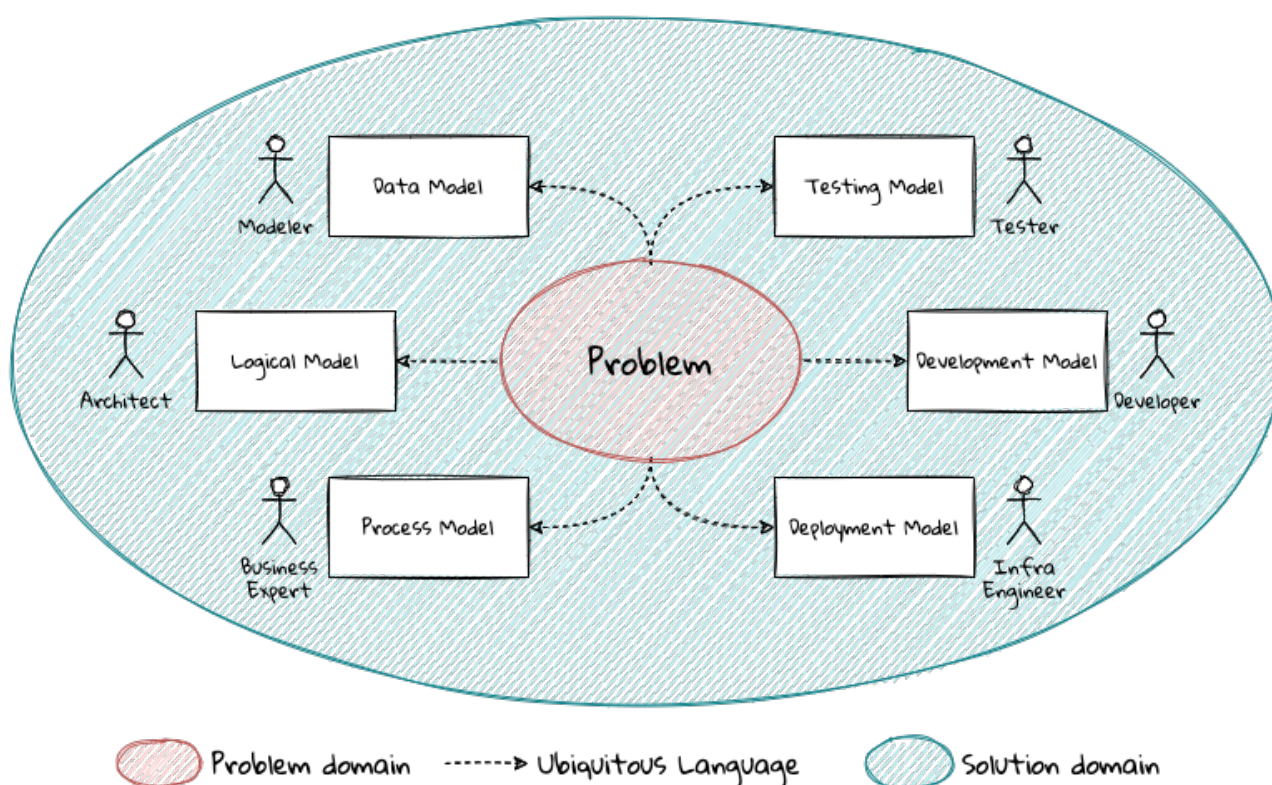 Data Model
Testing Model
Modeler
Tester
Logical Model
Problem
Development Model
Architect
Developer
Process Model
Deployment Model
Business
Expert
Infra
Engineer
Problem domain
Ubiquitous Language
Solution domain